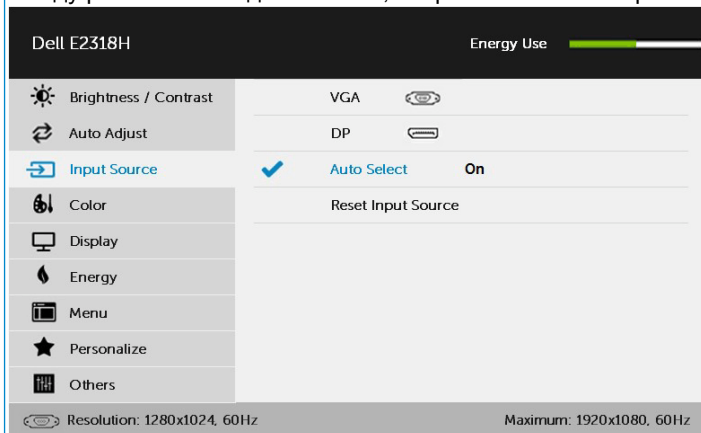 Dell E2318H
Energy Use
Brightness / Contrast
VGA
Auto Adjust
DP
Input Source
Auto Select On
Color
Reset Input Source
Display
Energy
Menu
Personalize
Others
Resolution: 1280x1024, 60Hz
Maximum: 1920x1080, 60Hz